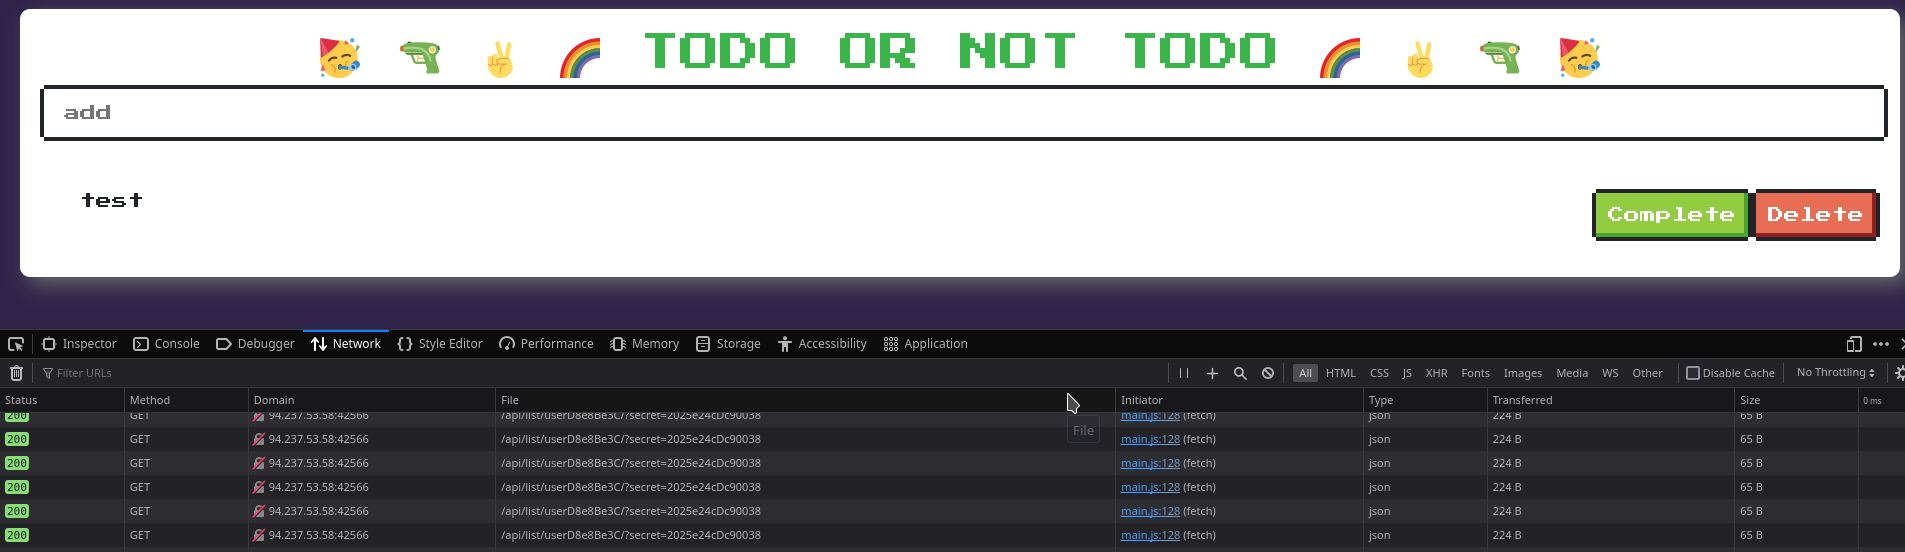 TODO OR NOT TODO
add
test Complete Delete
Inspector Console Debugger Network Style Editor Performance Memory Storage Accessibility Application
Filter URLs All HTML CSS JS XHR Fonts Images Media WS Other Disable Cache No Throttling
Status Method Domain File Initiator Type Transferred Size 0 ms
200 GET 94.237.53.58:42566 /api/list/userD8e8Be3C/?secret=2025e24cDc90038 main.js:128 (fetch) json 224 B 65 B
File
200 GET 94.237.53.58:42566 /api/list/userD8e8Be3C/?secret=2025e24cDc90038 main.js:128 (fetch) json 224 B 65 B
200 GET 94.237.53.58:42566 /api/list/userD8e8Be3C/?secret=2025e24cDc90038 main.js:128 (fetch) json 224 B 65 B
200 GET 94.237.53.58:42566 /api/list/userD8e8Be3C/?secret=2025e24cDc90038 main.js:128 (fetch) json 224 B 65 B
200 GET 94.237.53.58:42566 /api/list/userD8e8Be3C/?secret=2025e24cDc90038 main.js:128 (fetch) json 224 B 65 B
200 GET 94.237.53.58:42566 /api/list/userD8e8Be3C/?secret=2025e24cDc90038 main.js:128 (fetch) json 224 B 65 B